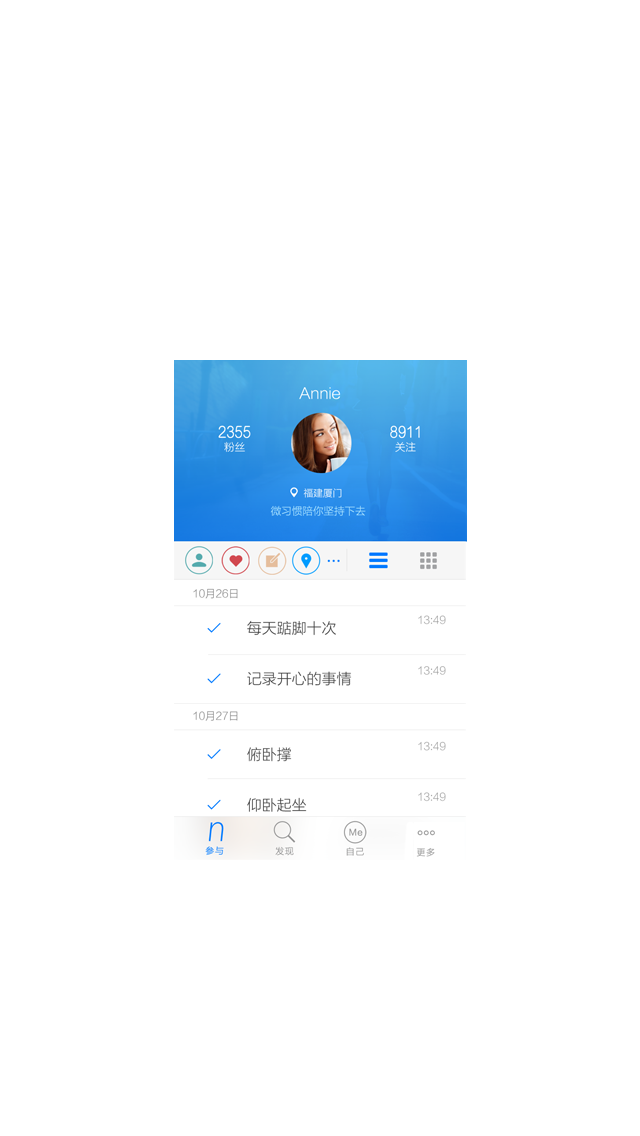 Annie
2355
粉丝
8911
关注
福建厦门
微习惯陪你坚持下去
10月26日
每天踮脚十次
13:49
记录开心的事情
13:49
10月27日
俯卧撑
13:49
仰卧起坐
13:49
n
参与
发现
Me
自己
更多